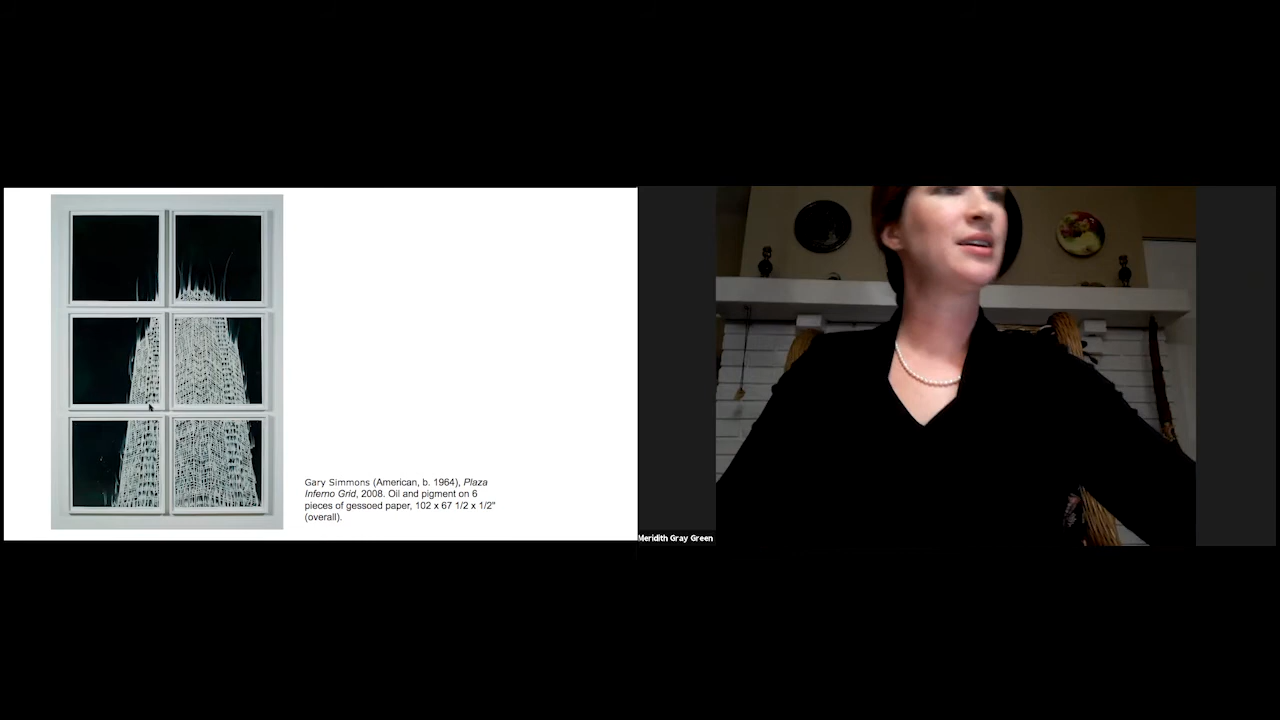 Gary Simmons (American, b. 1964), Plaza
Inferno Grid, 2008. Oil and pigment on 6
pieces of gessoed paper, 102 x 67 1/2 x 1/2"
(overall).
Meridith Gray Green